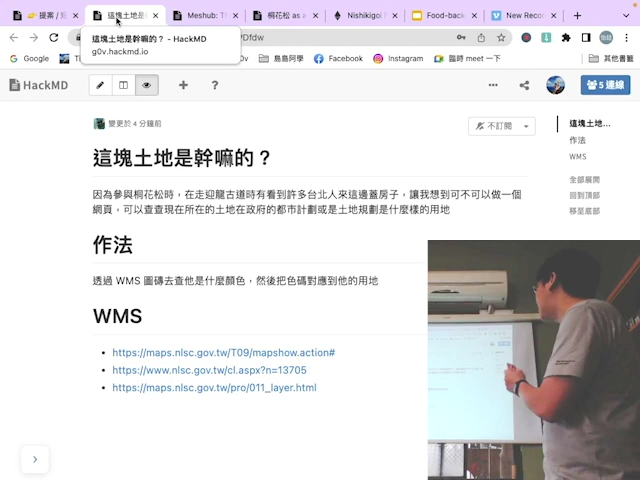 提案 / 短
這塊土地是
Meshub: Th
桐花松 as a
Nishikigoi
Food-back
New Recor
這塊土地是幹嘛的？ - HackMD
g0v.hackmd.io
Dfdw
Google
島島阿學
Facebook
Instagram
臨時 meet 一下
其他書籤
HackMD
5 連線
變更於 4 分鐘前
不訂閱
這塊土地是幹嘛的？
因為參與桐花松時，在走迎龍古道時有看到許多台北人來這邊蓋房子，讓我想到可不可以做一個
網頁，可以查查現在所在的土地在政府的都市計劃或是土地規劃是什麼樣的用地
作法
透過 WMS 圖磚去查他是什麼顏色，然後把色碼對應到他的用地
WMS
https://maps.nlsc.gov.tw/T09/mapshow.action#
https://www.nlsc.gov.tw/cl.aspx?n=13705
https://maps.nlsc.gov.tw/pro/011_layer.html
這塊土地...
作法
WMS
全部展開
回到頂部
移至底部